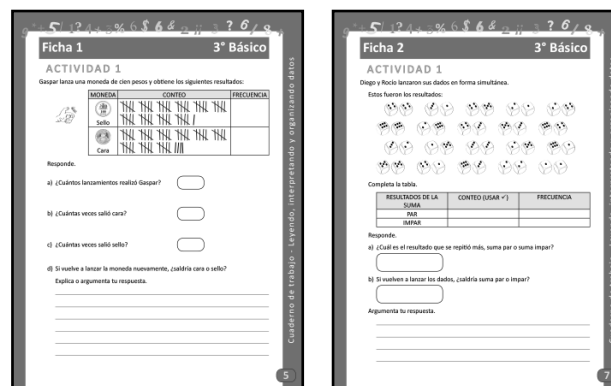 Ficha 1
3° Básico
ACTIVIDAD 1
Gaspar lanza una moneda de cien pesos y obtiene los siguientes resultados:
MONEDA CONTEO FRECUENCIA
Sello
Cara
Responde.
a) ¿Cuántos lanzamientos realizó Gaspar?
b) ¿Cuántas veces salió cara?
c) ¿Cuántas veces salió sello?
d) Si vuelve a lanzar la moneda nuevamente, ¿saldría cara o sello?
Explica o argumenta tu respuesta.
Cuaderno de trabajo - Leyendo, interpretando y organizando datos
5
Ficha 2
3° Básico
ACTIVIDAD 1
Diego y Rocío lanzaron sus dados en forma simultánea.
Estos fueron los resultados:
Completa la tabla.
RESULTADOS DE LA SUMA CONTEO (USAR ✓) FRECUENCIA
PAR
IMPAR
Responde.
a) ¿Cuál es el resultado que se repitió más, suma par o suma impar?
b) Si vuelven a lanzar los dados, ¿saldría suma par o impar?
Argumenta tu respuesta.
7